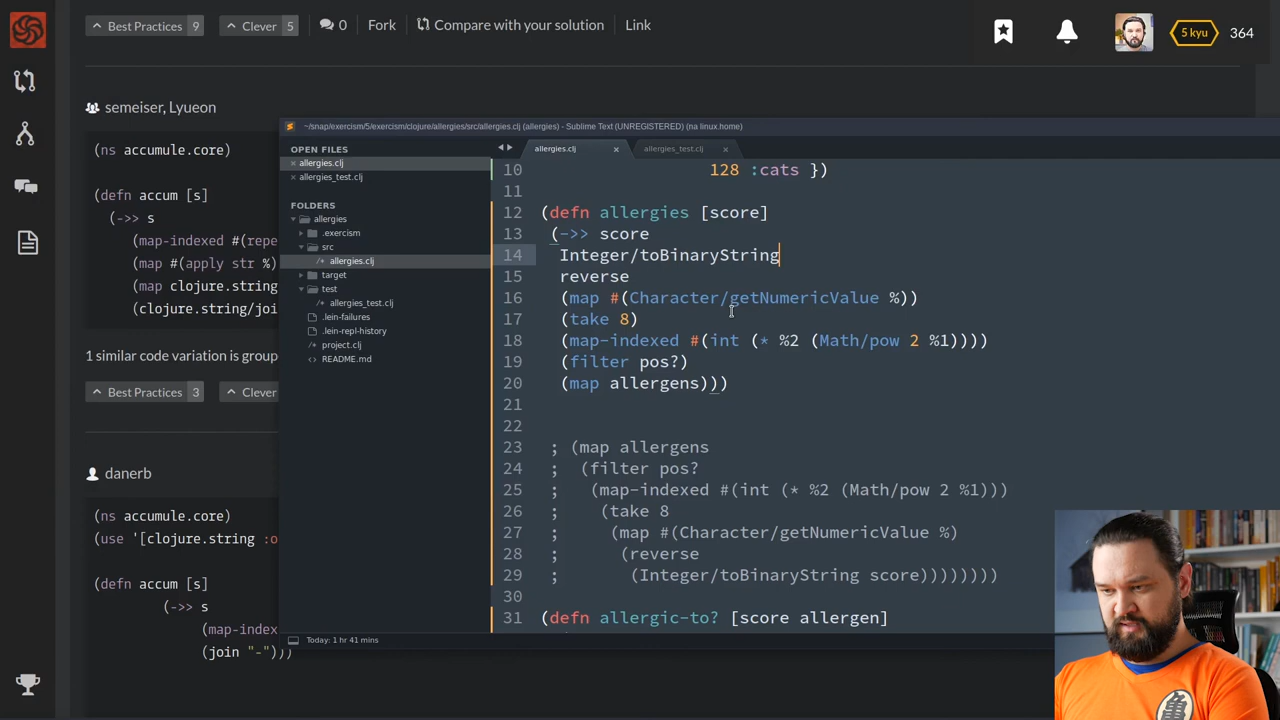 Best Practices 9 Clever 5 0 Fork Compare with your solution Link
5 kyu 364
semeiser, Lyueon
(ns accumule.core)
(defn accum [s]
(->> s
(map-indexed #(repe
(map #(apply str %)
(map clojure.string
(clojure.string/joi
1 similar code variation is group
Best Practices 3 Clever
danerb
(ns accumule.core)
(use '[clojure.string :o
(defn accum [s]
(->> s
(map-index
(join "-")))
~/snap/exercism/5/exercism/clojure/allergies/src/allergies.clj (allergies) - Sublime Text (UNREGISTERED) (na linux.home)
OPEN FILES
allergies.clj
allergies_test.clj
FOLDERS
allergies
.exercism
src
allergies.clj
target
test
allergies_test.clj
.gitignore
.lein-failures
.lein-repl-history
project.clj
README.md
allergies.clj allergies_test.clj
10 128 :cats })
11
12 (defn allergies [score]
13 (->> score
14 Integer/toBinaryString
15 reverse
16 (map #(Character/getNumericValue %))
17 (take 8)
18 (map-indexed #(int (* %2 (Math/pow 2 %1))))
19 (filter pos?)
20 (map allergens)))
21
22
23 ; (map allergens
24 ; (filter pos?
25 ; (map-indexed #(int (* %2 (Math/pow 2 %1)))
26 ; (take 8
27 ; (map #(Character/getNumericValue %)
28 ; (reverse
29 ; (Integer/toBinaryString score))))))))
30
31 (defn allergic-to? [score allergen]
Today: 1 hr 41 mins